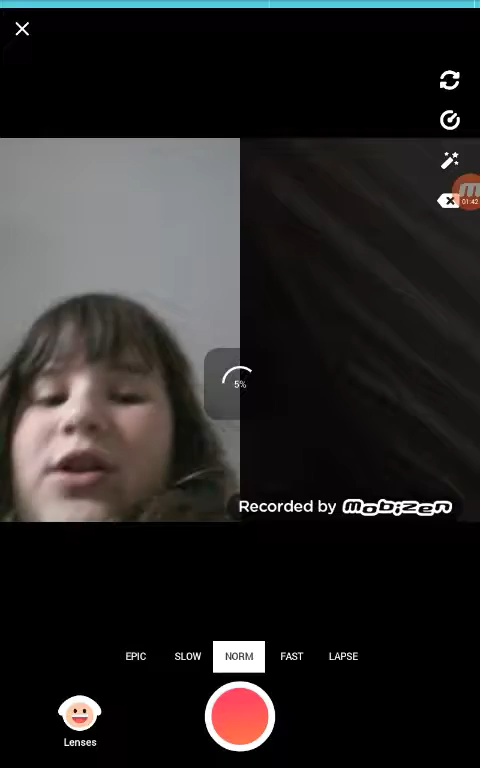 01:42
5%
Recorded by Mobizen
EPIC SLOW NORM FAST LAPSE
Lenses